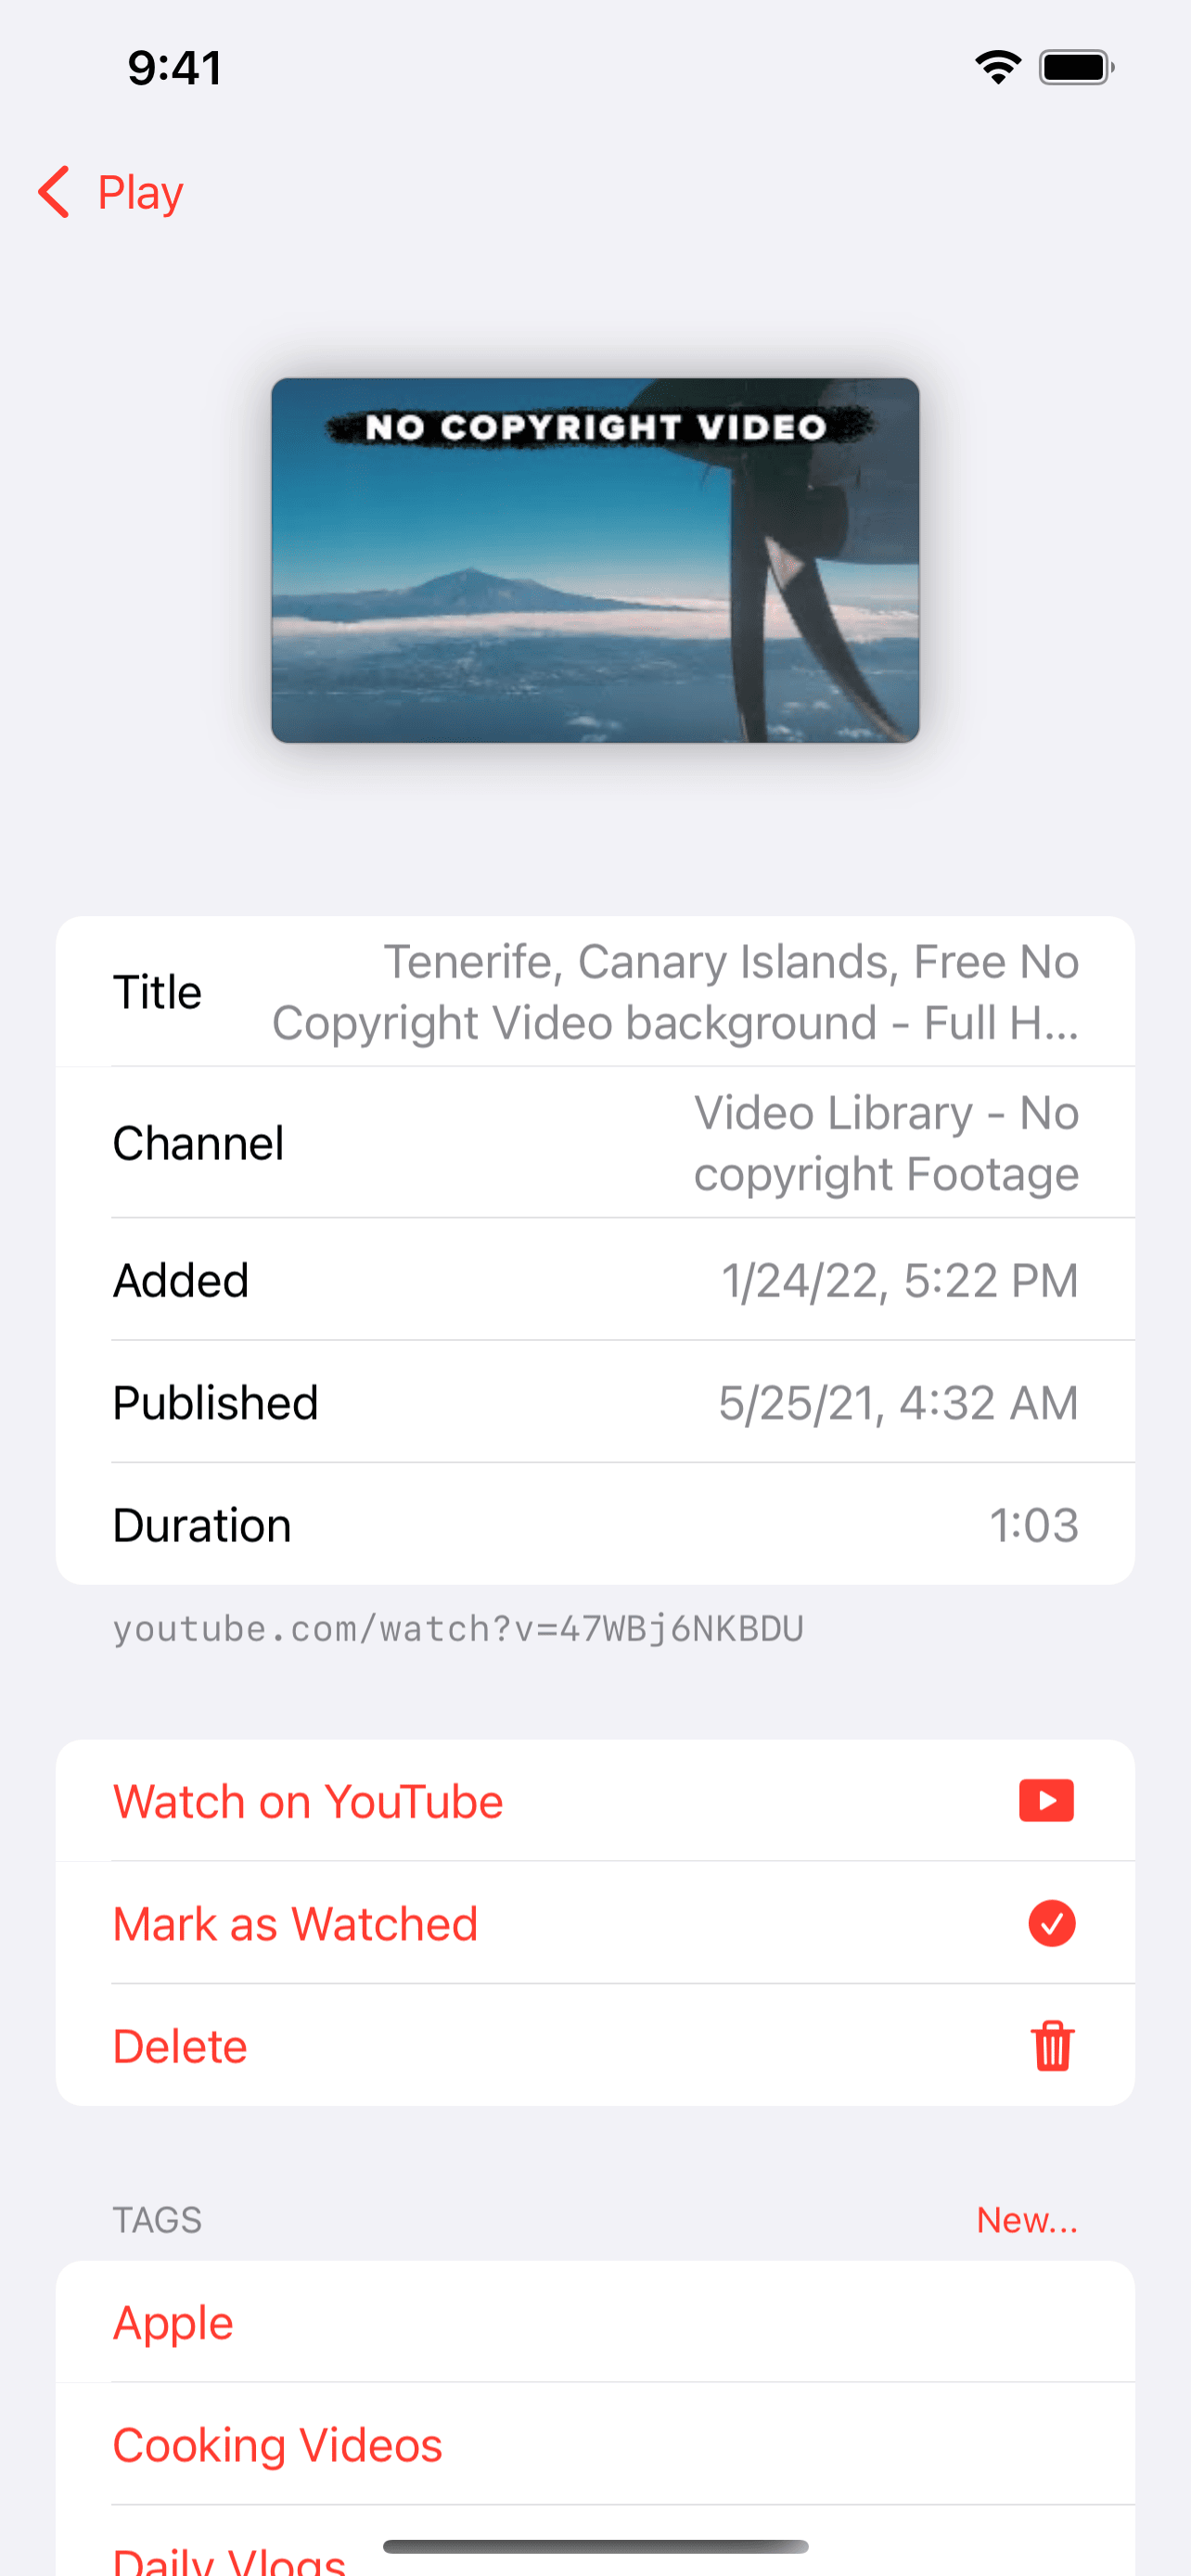 9:41
Play
NO COPYRIGHT VIDEO
Title
Tenerife, Canary Islands, Free No
Copyright Video background - Full H...
Channel
Video Library - No
copyright Footage
Added
1/24/22, 5:22 PM
Published
5/25/21, 4:32 AM
Duration
1:03
youtube.com/watch?v=47WBj6NKBDU
Watch on YouTube
Mark as Watched
Delete
TAGS
New...
Apple
Cooking Videos
Daily Vlogs